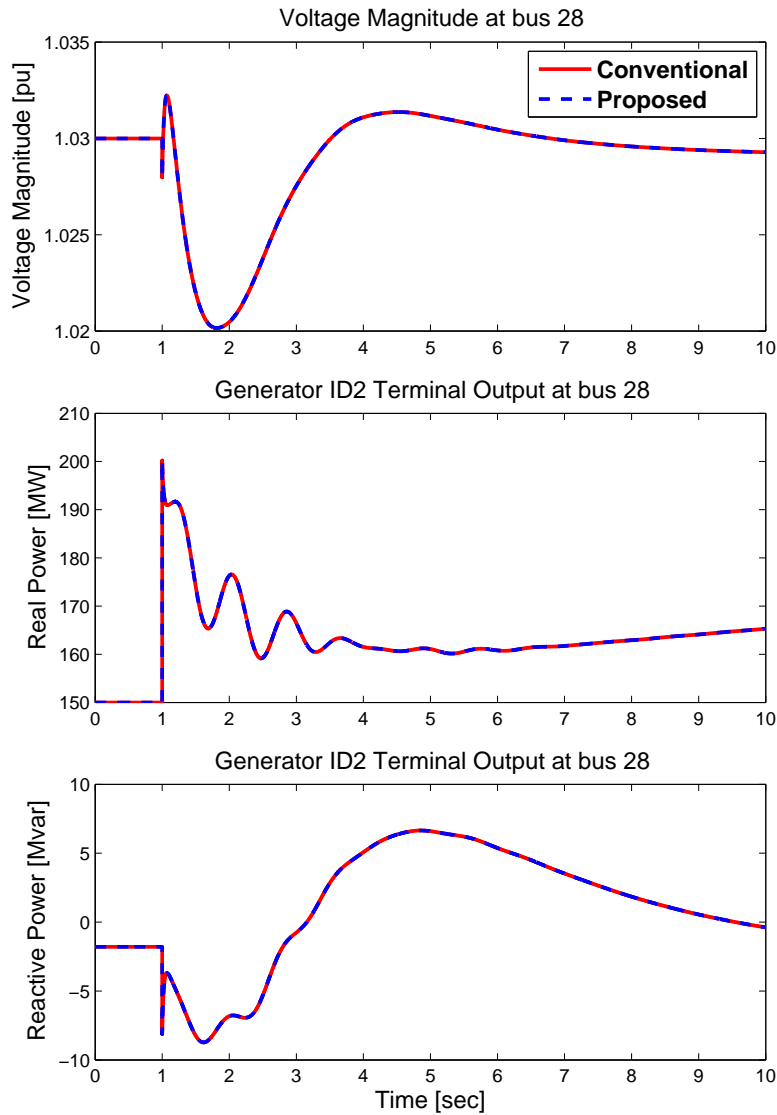 Voltage Magnitude at bus 28
Voltage Magnitude [pu]
1.035
1.03
1.025
1.02
Conventional
Proposed
0 1 2 3 4 5 6 7 8 9 10
Generator ID2 Terminal Output at bus 28
Real Power [MW]
210
200
190
180
170
160
150
0 1 2 3 4 5 6 7 8 9 10
Generator ID2 Terminal Output at bus 28
Reactive Power [Mvar]
10
5
0
−5
−10
0 1 2 3 4 5 6 7 8 9 10
Time [sec]